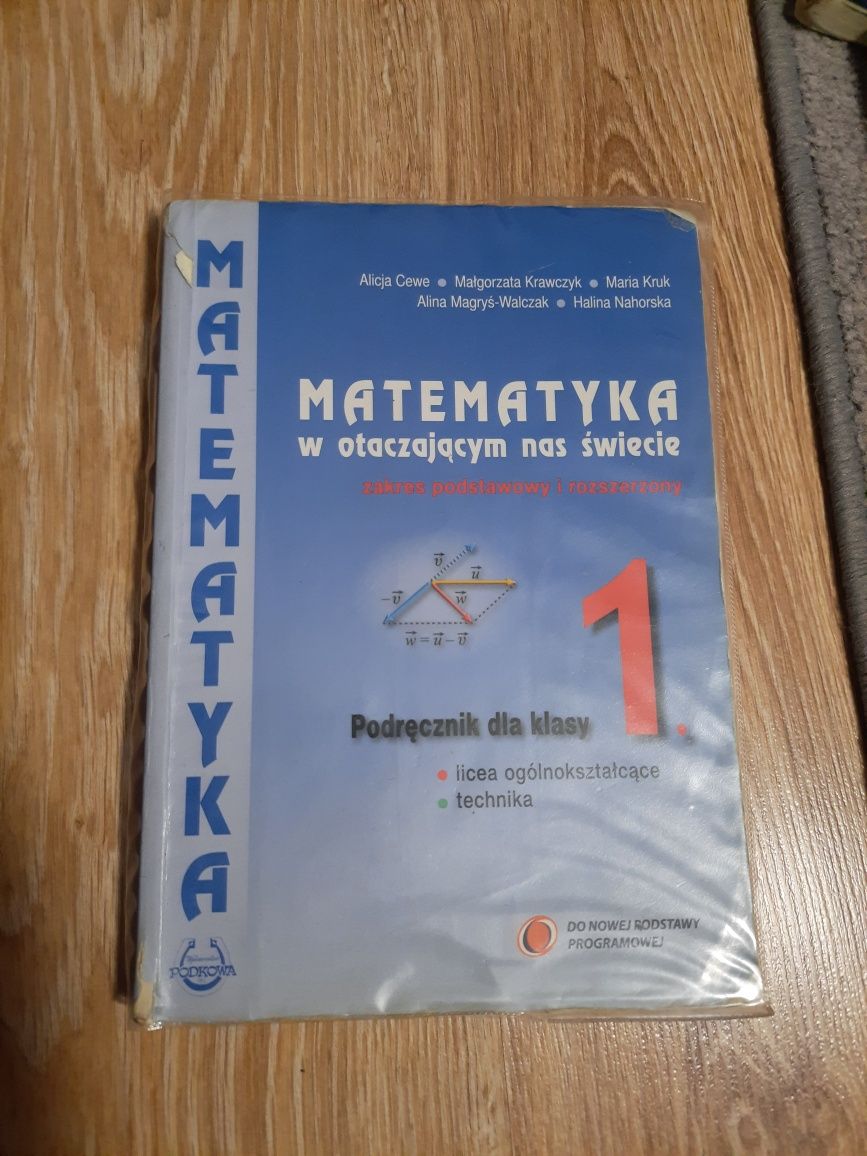 MATEMATYKA
Alicja Cewe • Małgorzata Krawczyk • Maria Kruk
Alina Magryś-Walczak • Halina Nahorska
MATEMATYKA
w otaczającym nas świecie
zakres podstawowy i rozszerzony
v⃗
u⃗
-v⃗
w⃗
w⃗ = u⃗ - v⃗
Podręcznik dla klasy 1.
• licea ogólnokształcące
• technika
DO NOWEJ PODSTAWY
PROGRAMOWEJ
PODKOWA